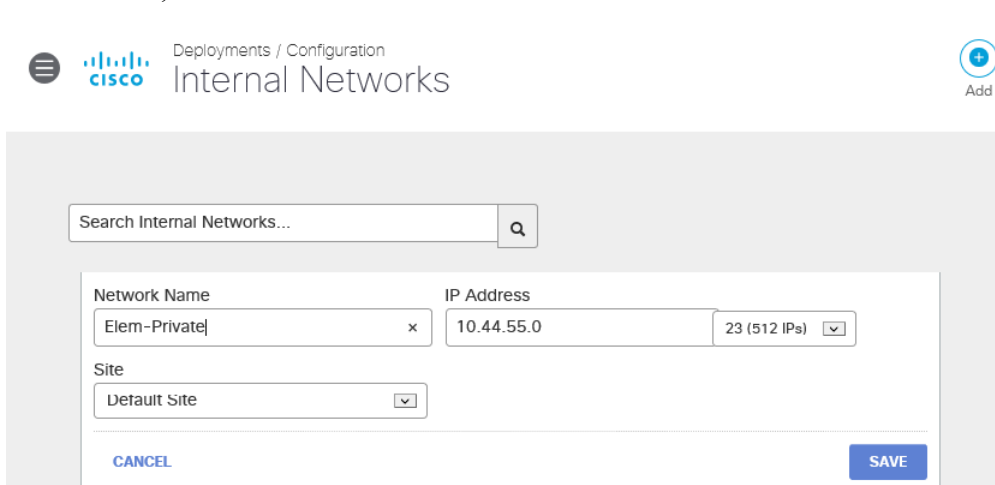 Deployments / Configuration
CISCO
Internal Networks
Add
Search Internal Networks...
Network Name
IP Address
Elem-Private
×
10.44.55.0
23 (512 IPs)
Site
Default Site
CANCEL
SAVE